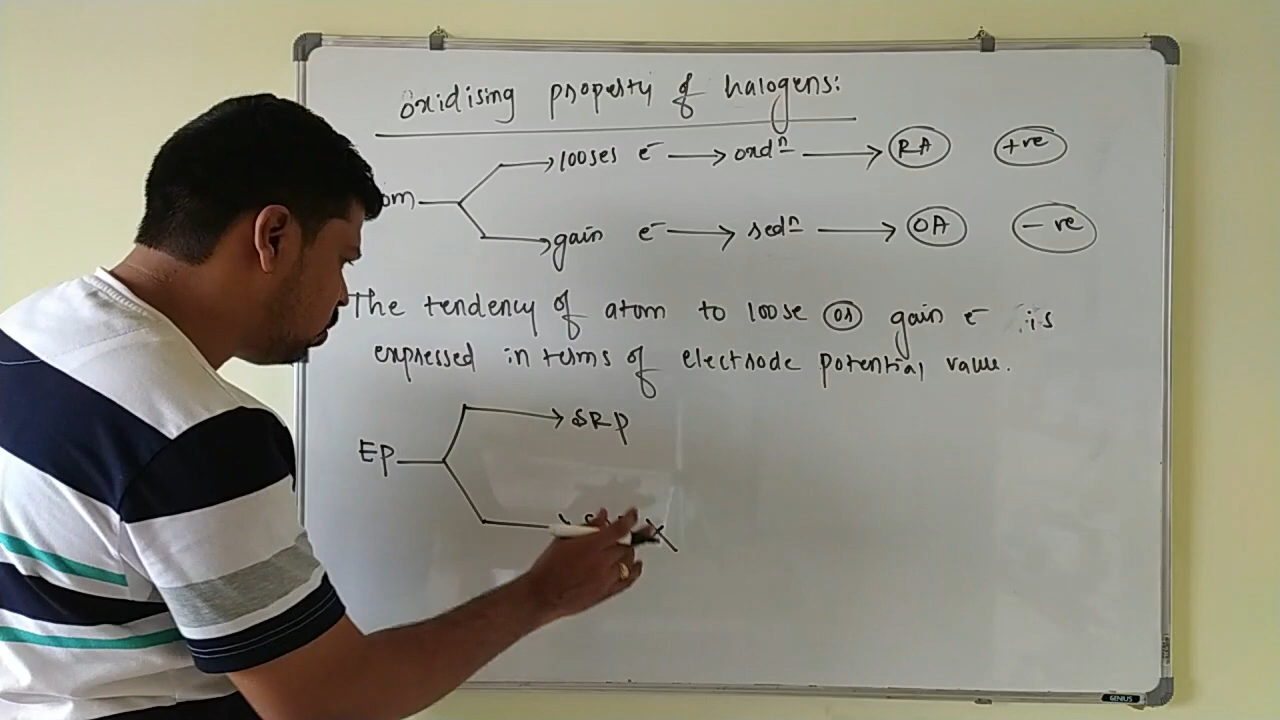 Oxidising property of halogens:
looses e⁻ → oxdⁿ → RA +ve
gain e⁻ → redⁿ → OA - ve
The tendency of atom to loose or gain e⁻ is
expressed in terms of electrode potential value.
EP → SRP
GENIUS